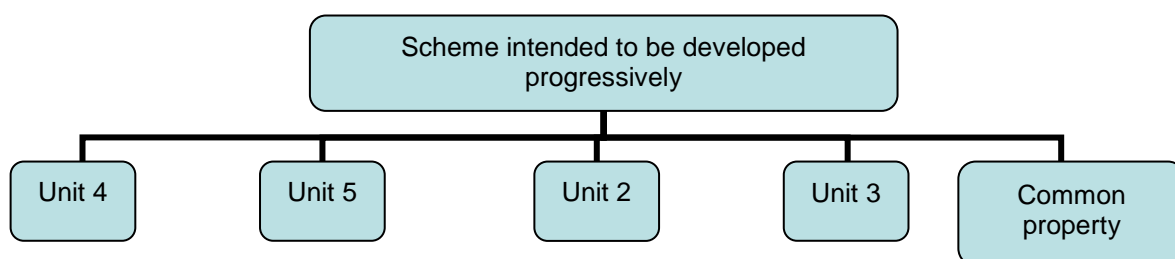 Scheme intended to be developed
progressively
Unit 4
Unit 5
Unit 2
Unit 3
Common
property